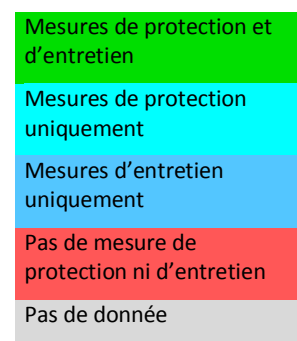 Mesures de protection et
d’entretien
Mesures de protection
uniquement
Mesures d’entretien
uniquement
Pas de mesure de
protection ni d’entretien
Pas de donnée